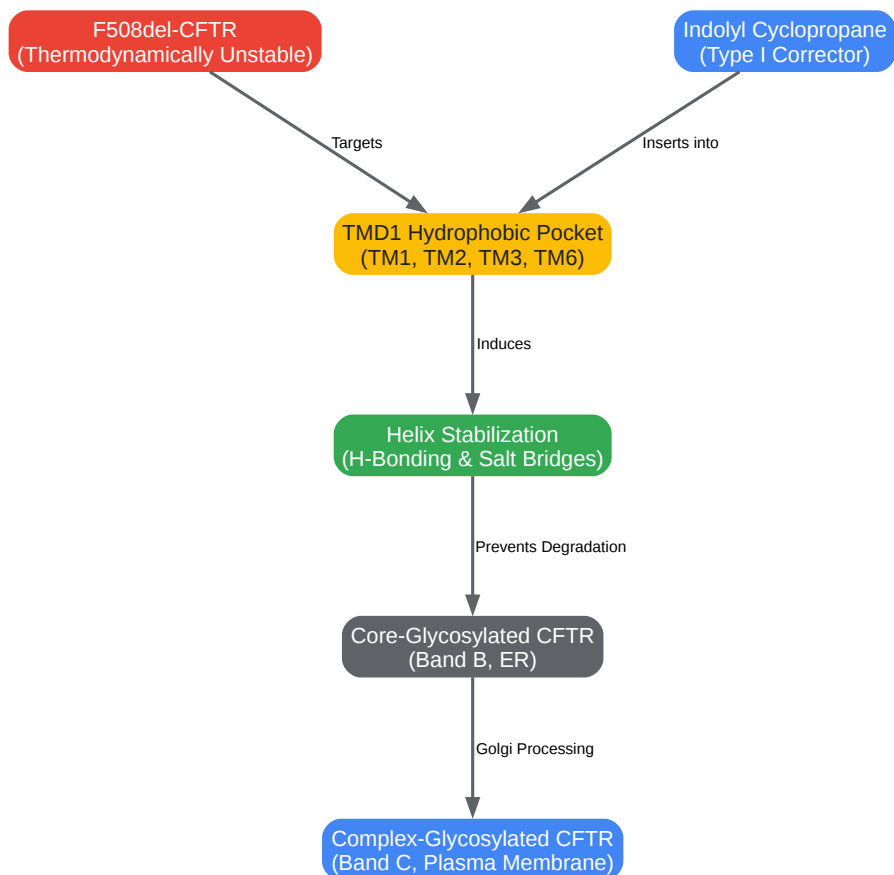 F508del-CFTR
(Thermodynamically Unstable)
Indolyl Cyclopropane
(Type I Corrector)
Targets
Inserts into
TMD1 Hydrophobic Pocket
(TM1, TM2, TM3, TM6)
Induces
Helix Stabilization
(H-Bonding & Salt Bridges)
Prevents Degradation
Core-Glycosylated CFTR
(Band B, ER)
Golgi Processing
Complex-Glycosylated CFTR
(Band C, Plasma Membrane)